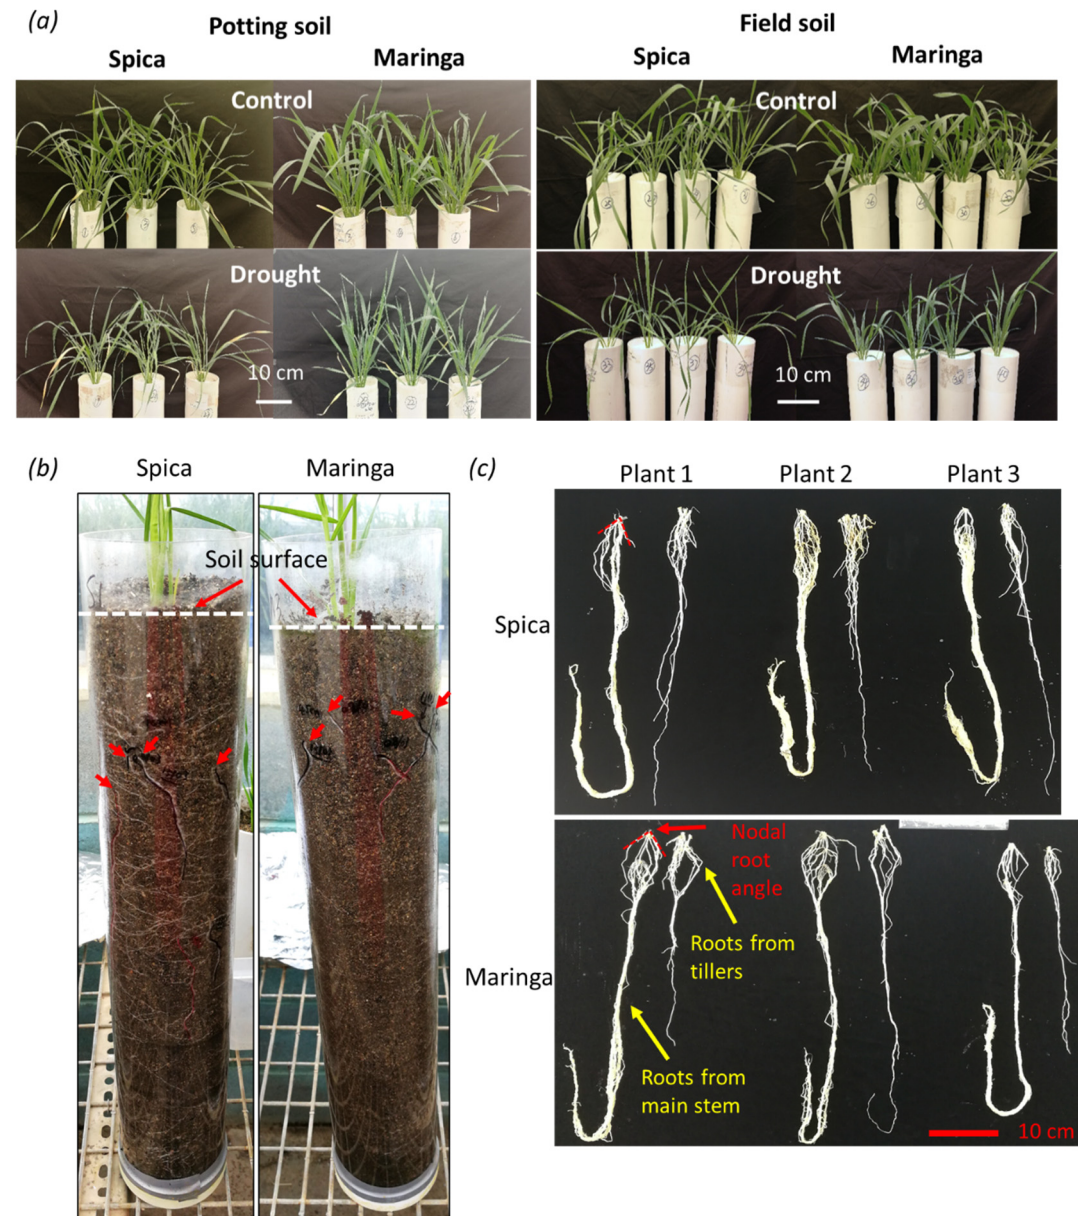 (a)
Potting soil
Field soil
Spica
Maringa
Spica
Maringa
Control
Control
Drought
Drought
10 cm
10 cm
(b)
Spica
Maringa
Soil surface
(c)
Plant 1
Plant 2
Plant 3
Spica
Nodal
root
angle
Roots from
tillers
Maringa
Roots from
main stem
10 cm